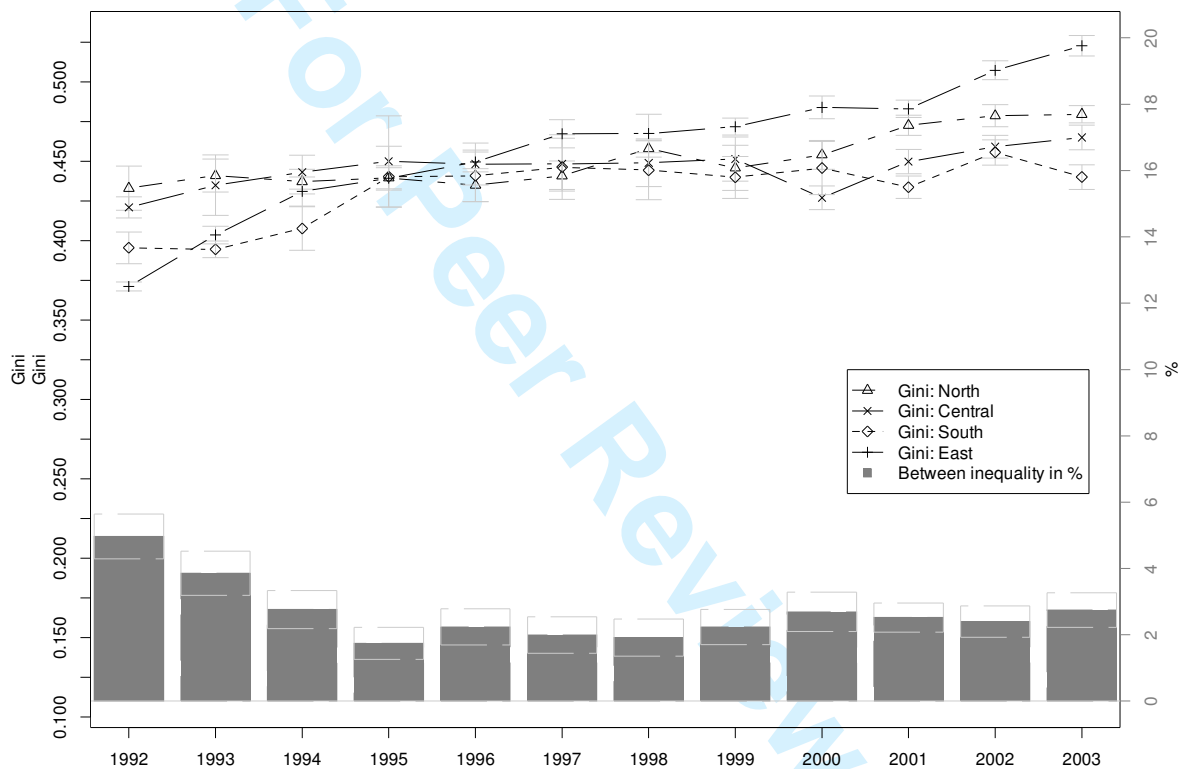 For Peer Review
0.500
0.450
0.400
0.350
0.300
0.250
0.200
0.150
0.100
Gini
Gini
20
18
16
14
12
10
8
6
4
2
0
%
Gini: North
Gini: Central
Gini: South
Gini: East
Between inequality in %
1992 1993 1994 1995 1996 1997 1998 1999 2000 2001 2002 2003